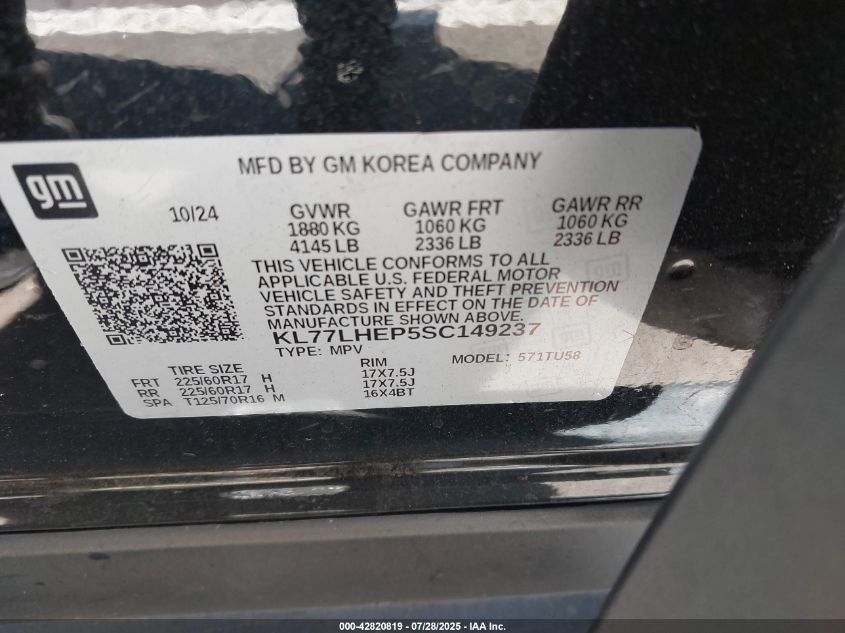 gm
MFD BY GM KOREA COMPANY
10/24
GVWR GAWR FRT GAWR RR
1880 KG 1060 KG 1060 KG
4145 LB 2336 LB 2336 LB
THIS VEHICLE CONFORMS TO ALL
APPLICABLE U.S. FEDERAL MOTOR
VEHICLE SAFETY AND THEFT PREVENTION
STANDARDS IN EFFECT ON THE DATE OF
MANUFACTURE SHOWN ABOVE.
KL77LHEP5SC149237
TYPE: MPV MODEL: 571TU58
TIRE SIZE RIM
FRT 225/60R17 H 17X7.5J
RR 225/60R17 H 17X7.5J
SPA T125/70R16 M 16X4BT
000-42820819 - 07/28/2025 - IAA Inc.